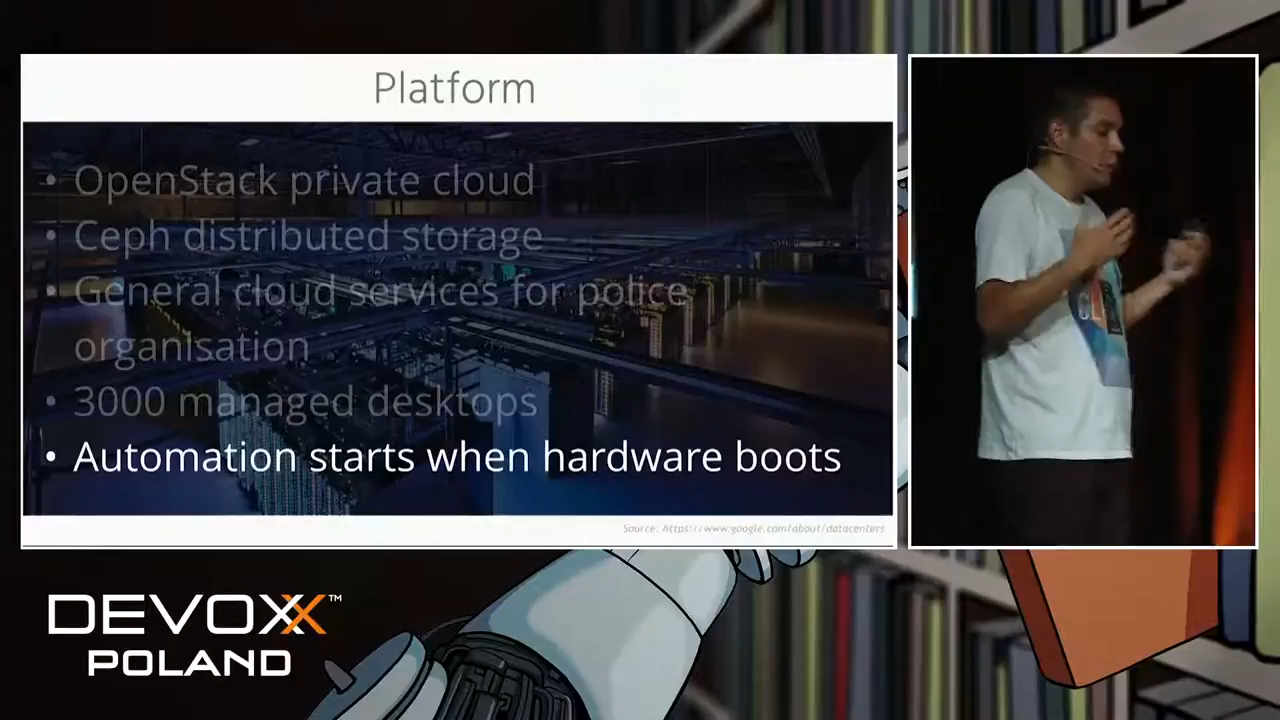 Platform
• OpenStack private cloud
• Ceph distributed storage
• General cloud services for police
organisation
• 3000 managed desktops
• Automation starts when hardware boots
Source: https://www.google.com/about/datacenters
DEVOXX™
POLAND